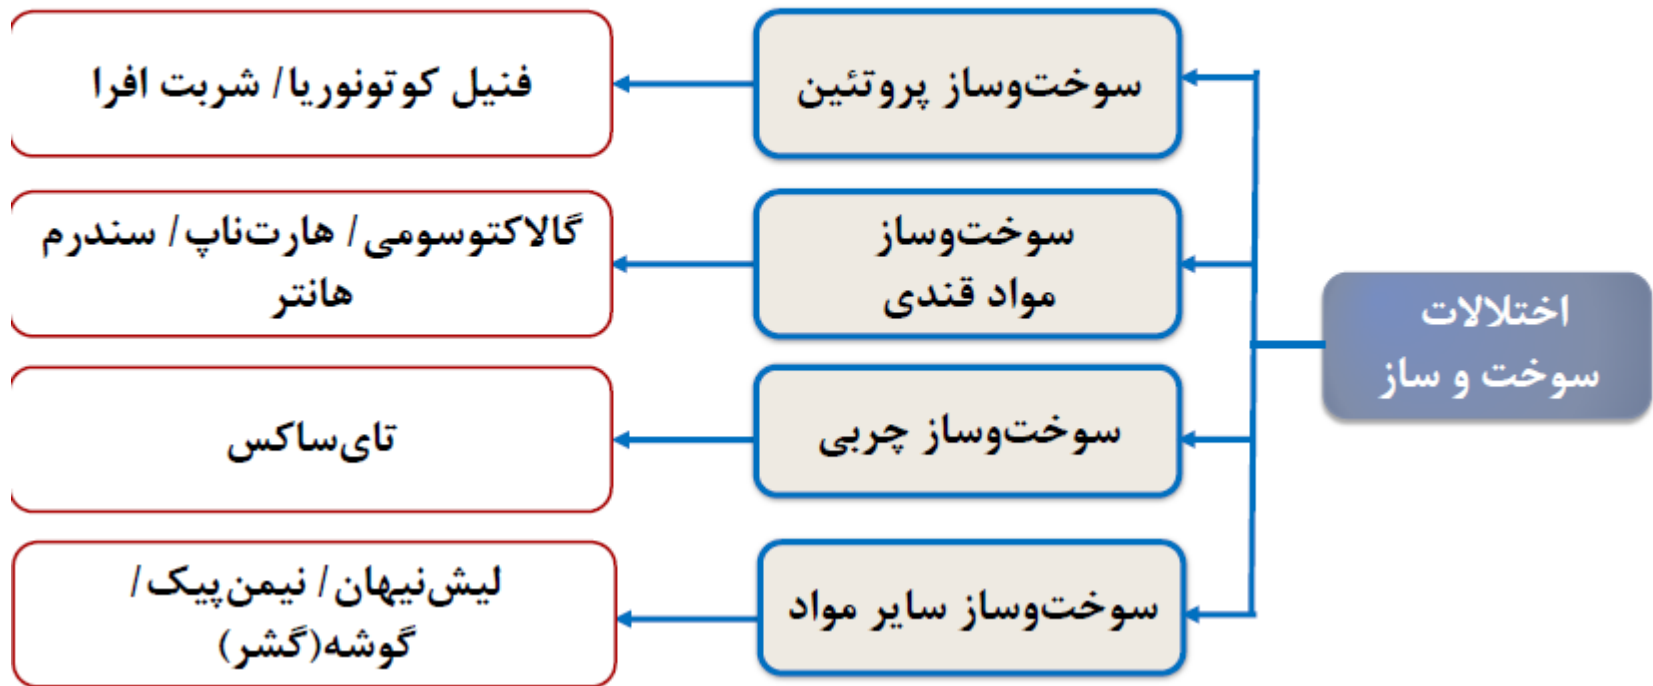 اختلالات
سوخت و ساز
سوخت‌وساز پروتئین
فنیل کوتونوریا/ شربت افرا
سوخت‌وساز
مواد قندی
گالاکتوسومی/ هارت‌ناپ/ سندرم
هانتر
سوخت‌وساز چربی
تای‌ساکس
سوخت‌وساز سایر مواد
لیش‌نیهان/ نیمن‌پیک/
گوشه(گشر)